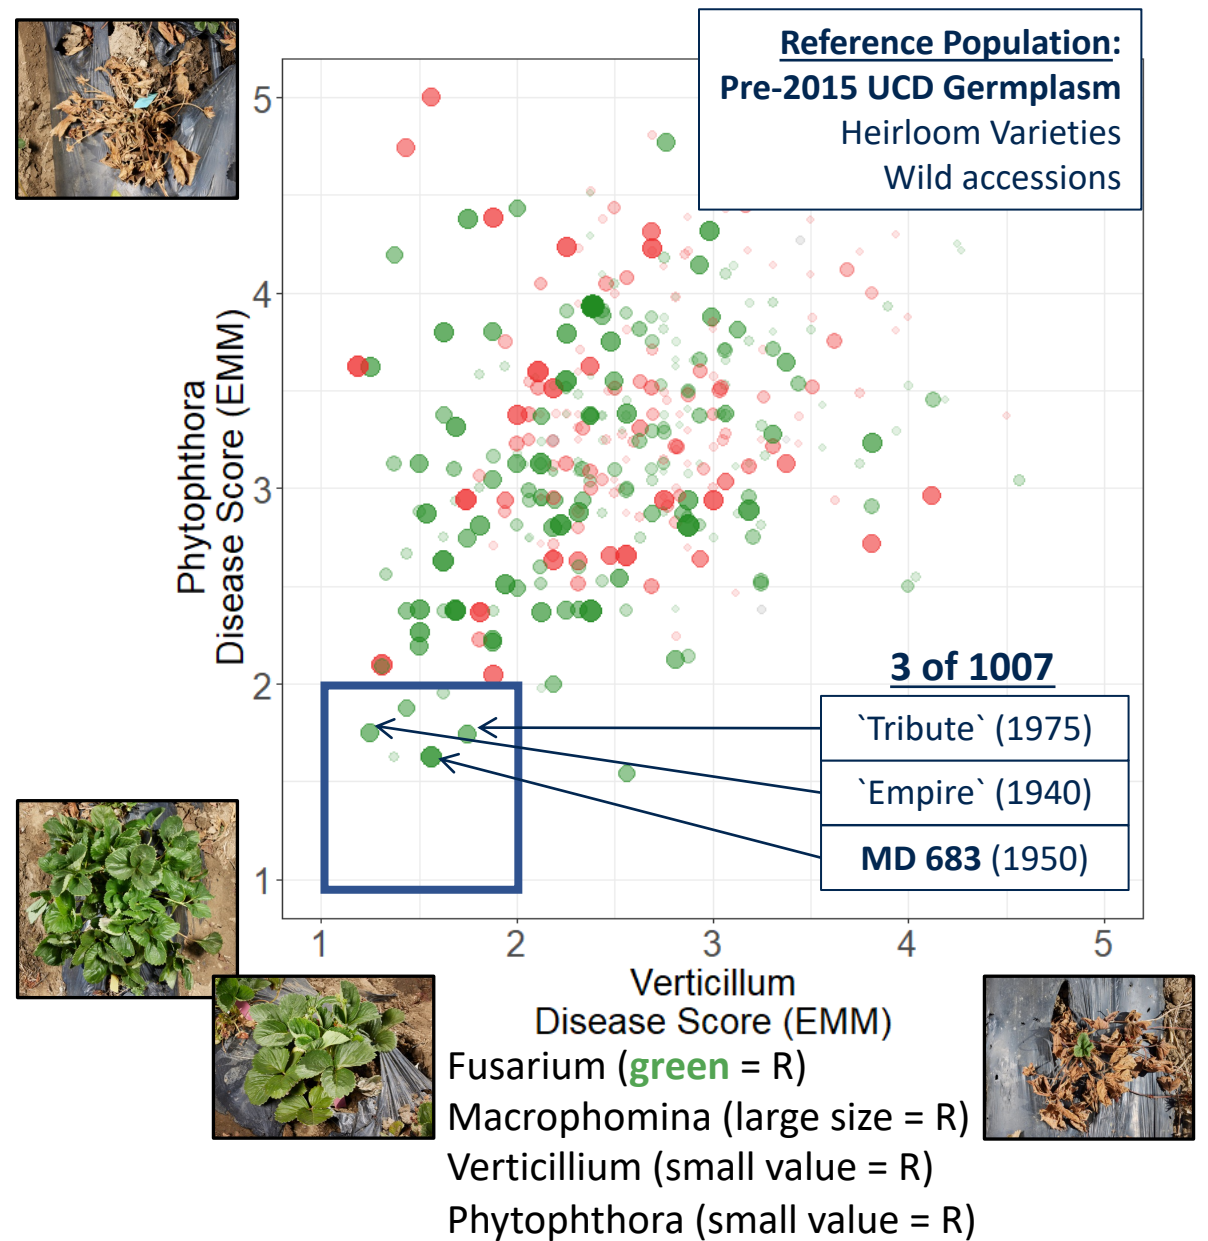 Reference Population:
Pre-2015 UCD Germplasm
Heirloom Varieties
Wild accessions
5
4
3
2
1
Phytophthora
Disease Score (EMM)
3 of 1007
`Tribute` (1975)
`Empire` (1940)
MD 683 (1950)
1
2
3
4
5
Verticillum
Disease Score (EMM)
Fusarium (green = R)
Macrophomina (large size = R)
Verticillium (small value = R)
Phytophthora (small value = R)